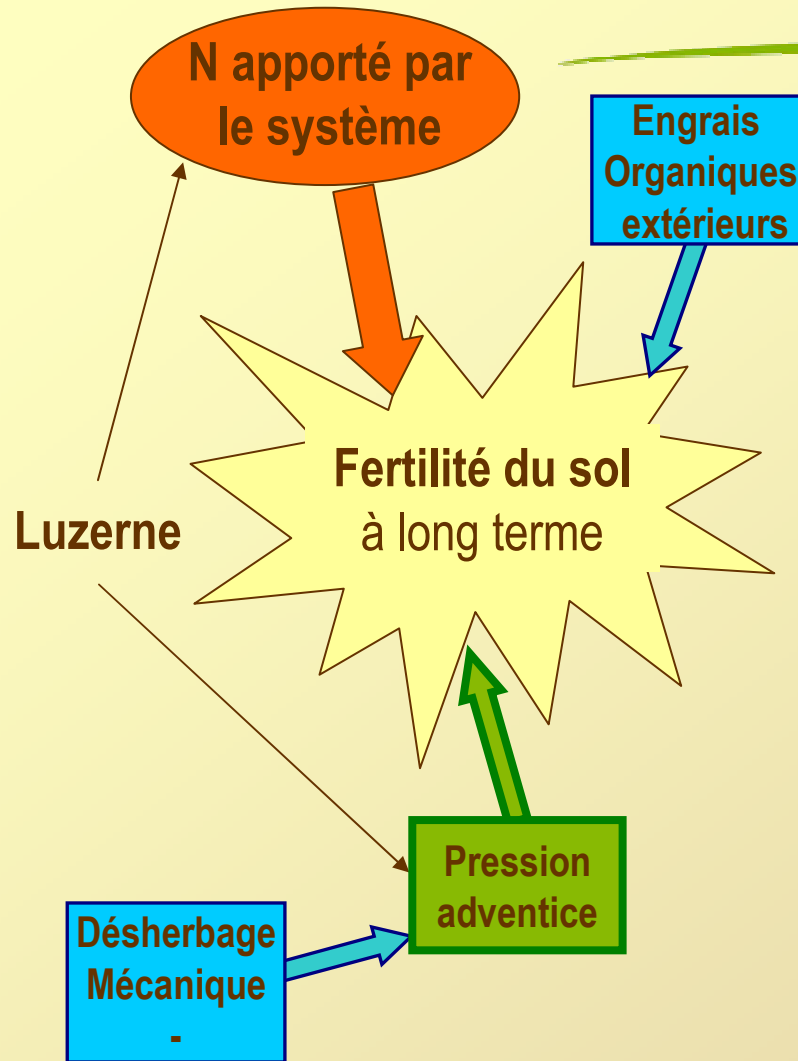 N apporté par
le système
Engrais
Organiques
extérieurs
Fertilité du sol
à long terme
Luzerne
Pression
adventice
Désherbage
Mécanique
-